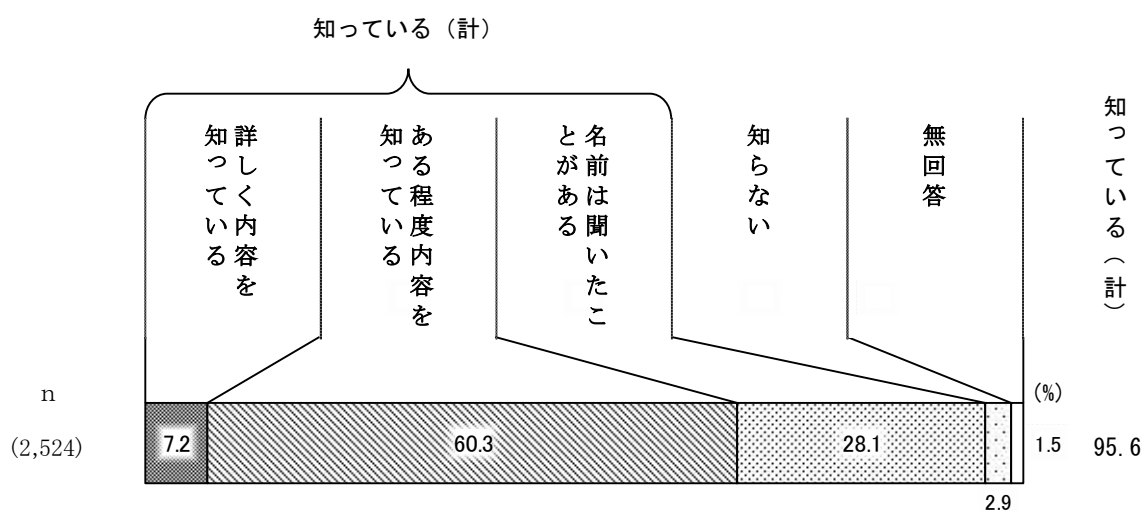 知っている（計）
詳しく内容を
知っている
ある程度内容を
知っている
名前は聞いたこ
とがある
知らない
無回答
知っている（計）
n
(%)
(2,524)
7.2
60.3
28.1
1.5
95.6
2.9